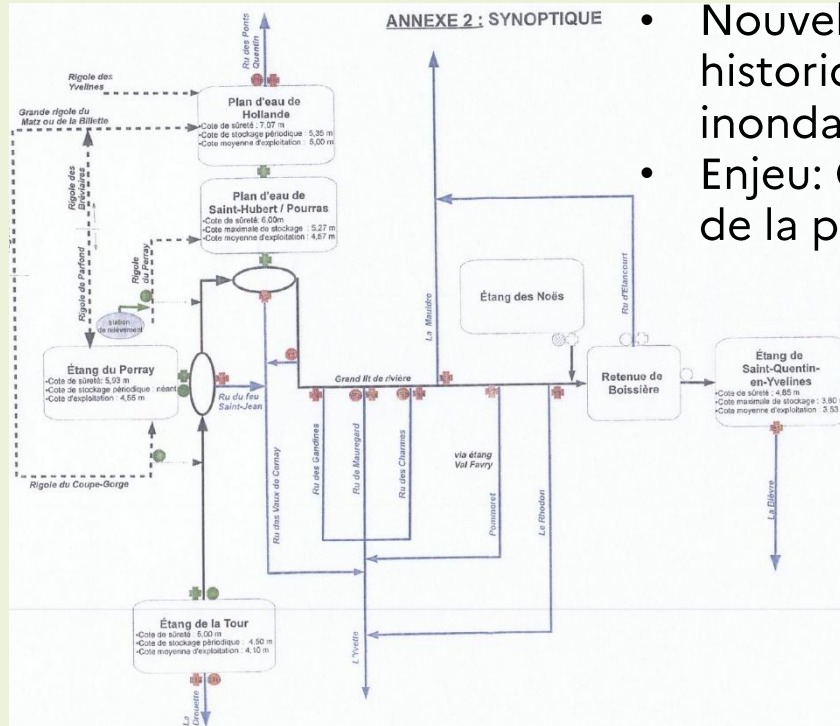 ANNEXE 2 : SYNOPTIQUE
• Nouvel
historic
inonda
• Enjeu: C
de la p
Ru des Ponts
Quentin
Rigole des
Yvelines
Grande rigole du
Matz ou de la Billette
Plan d'eau de
Hollande
•Cote de sûreté : 7,07 m
•Cote de stockage périodique : 5,35 m
•Cote moyenne d'exploitation : 5,00 m
Rigole des
Bréviaires
Plan d'eau de
Saint-Hubert / Pourras
•Cote de sûreté: 6,00m
•Cote maximale de stockage : 5,27 m
•Cote moyenne d'exploitation : 4,87 m
Rigole de Parfond
Rigole
du Perray
station
de relèvement
La Mauldre
Étang des Noës
Ru d'Elancourt
Étang du Perray
•Cote de sûreté: 5,93 m
•Cote de stockage périodique : néant
•Cote d'exploitation : 4,55 m
Ru du feu
Saint-Jean
Grand lit de rivière
Retenue de
Boissière
Étang de
Saint-Quentin-
en-Yvelines
•Cote de sûreté : 4,85 m
•Cote maximale de stockage : 3,80
•Cote moyenne d'exploitation : 3,53
Rigole du Coupe-Gorge
Ru des Vaux de Cernay
Ru des Gandines
Ru de Mauregard
Ru des Charmes
via étang
Val Favry
Pommeret
Le Rhodon
La Bièvre
Étang de la Tour
•Cote de sûreté : 5,00 m
•Cote de stockage périodique : 4,50 m
•Cote moyenne d'exploitation : 4,10 m
L'Yvette
La
Drouette